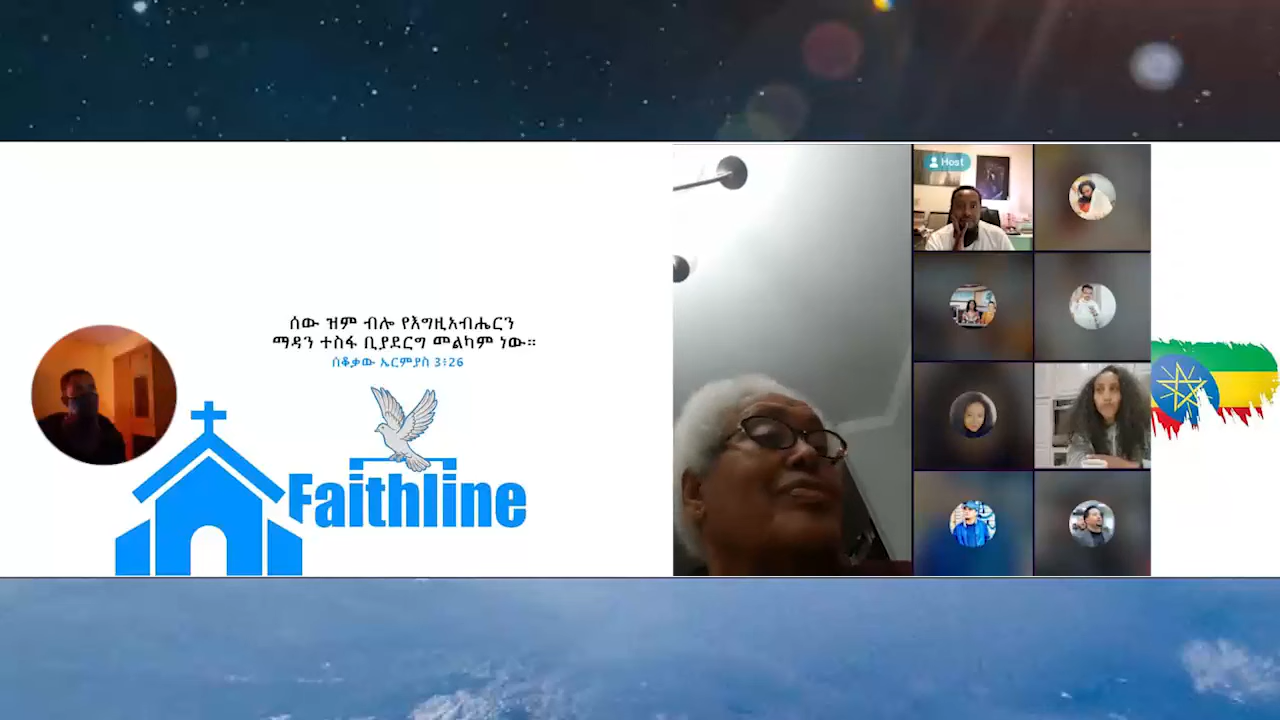 ሰው ዝም ብሎ የእግዚአብሔርን
ማዳን ተስፋ ቢያደርግ መልካም ነው።
ሰቆቃው ኤርምያስ 3፥26
Faithline
Host